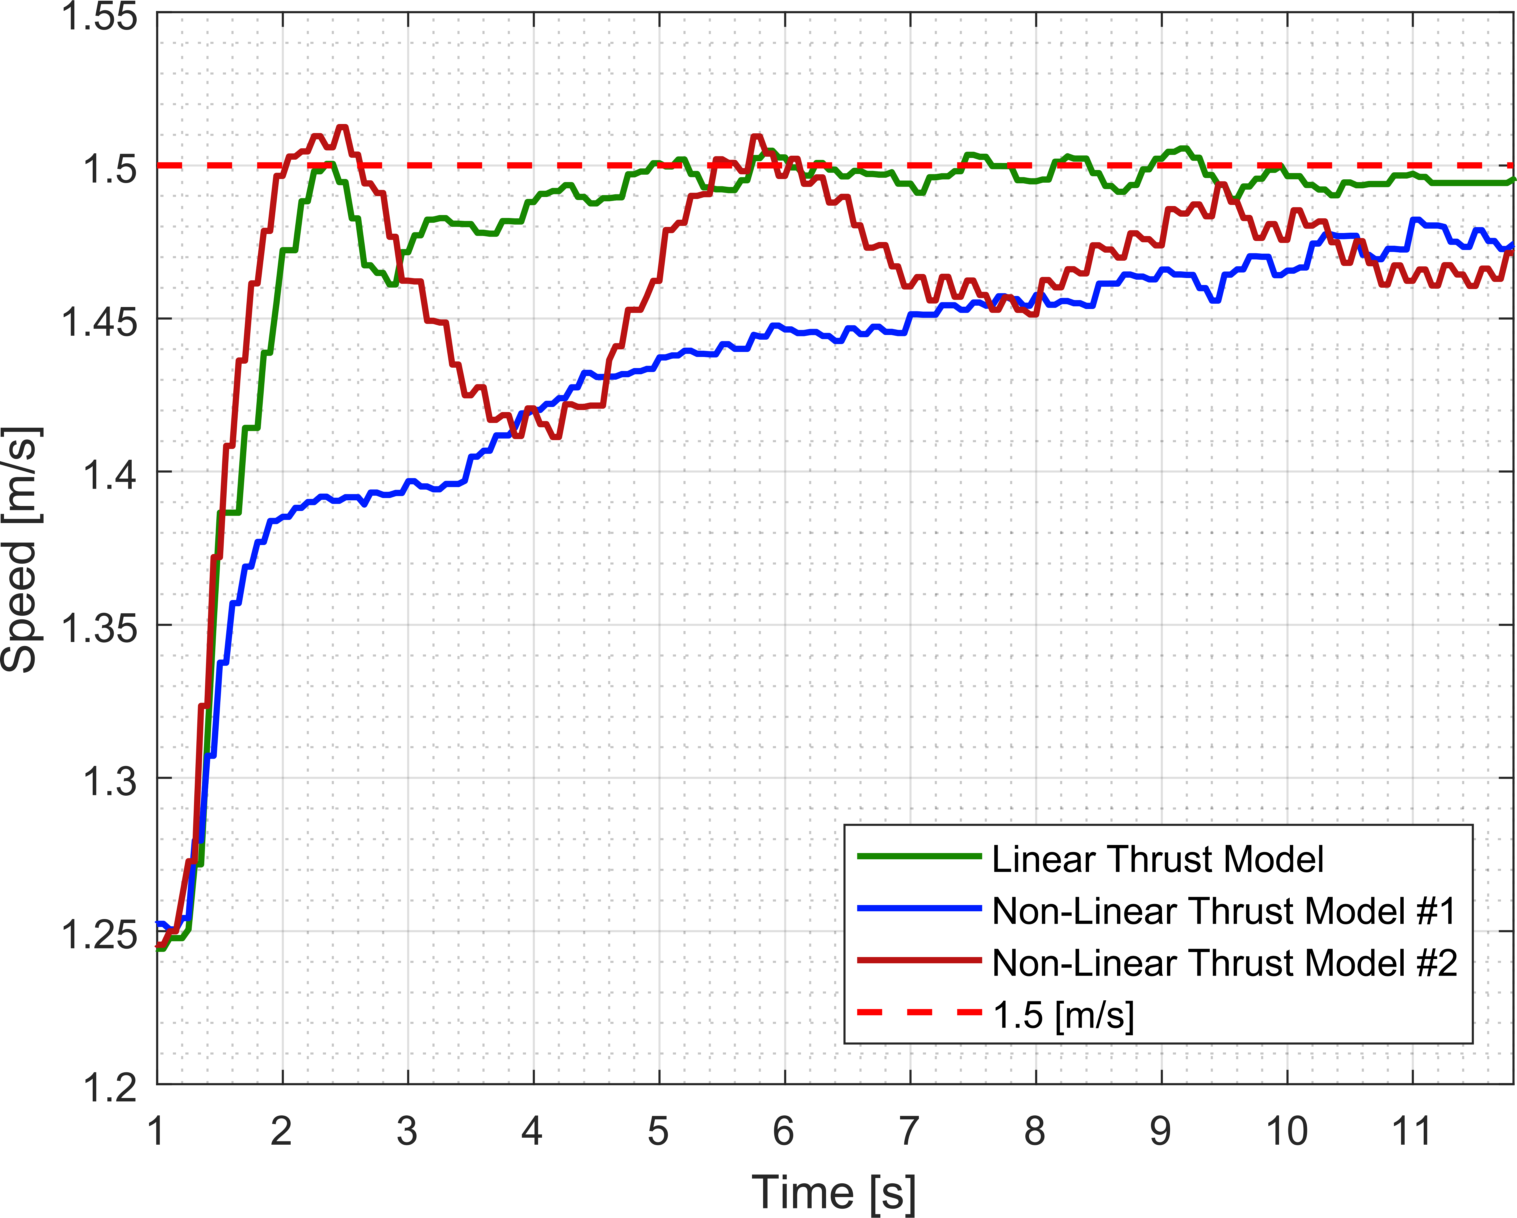 1.55
1.5
1.45
1.4
1.35
1.3
1.25
1.2
Speed [m/s]
1 2 3 4 5 6 7 8 9 10 11
Time [s]
Linear Thrust Model
Non-Linear Thrust Model #1
Non-Linear Thrust Model #2
1.5 [m/s]